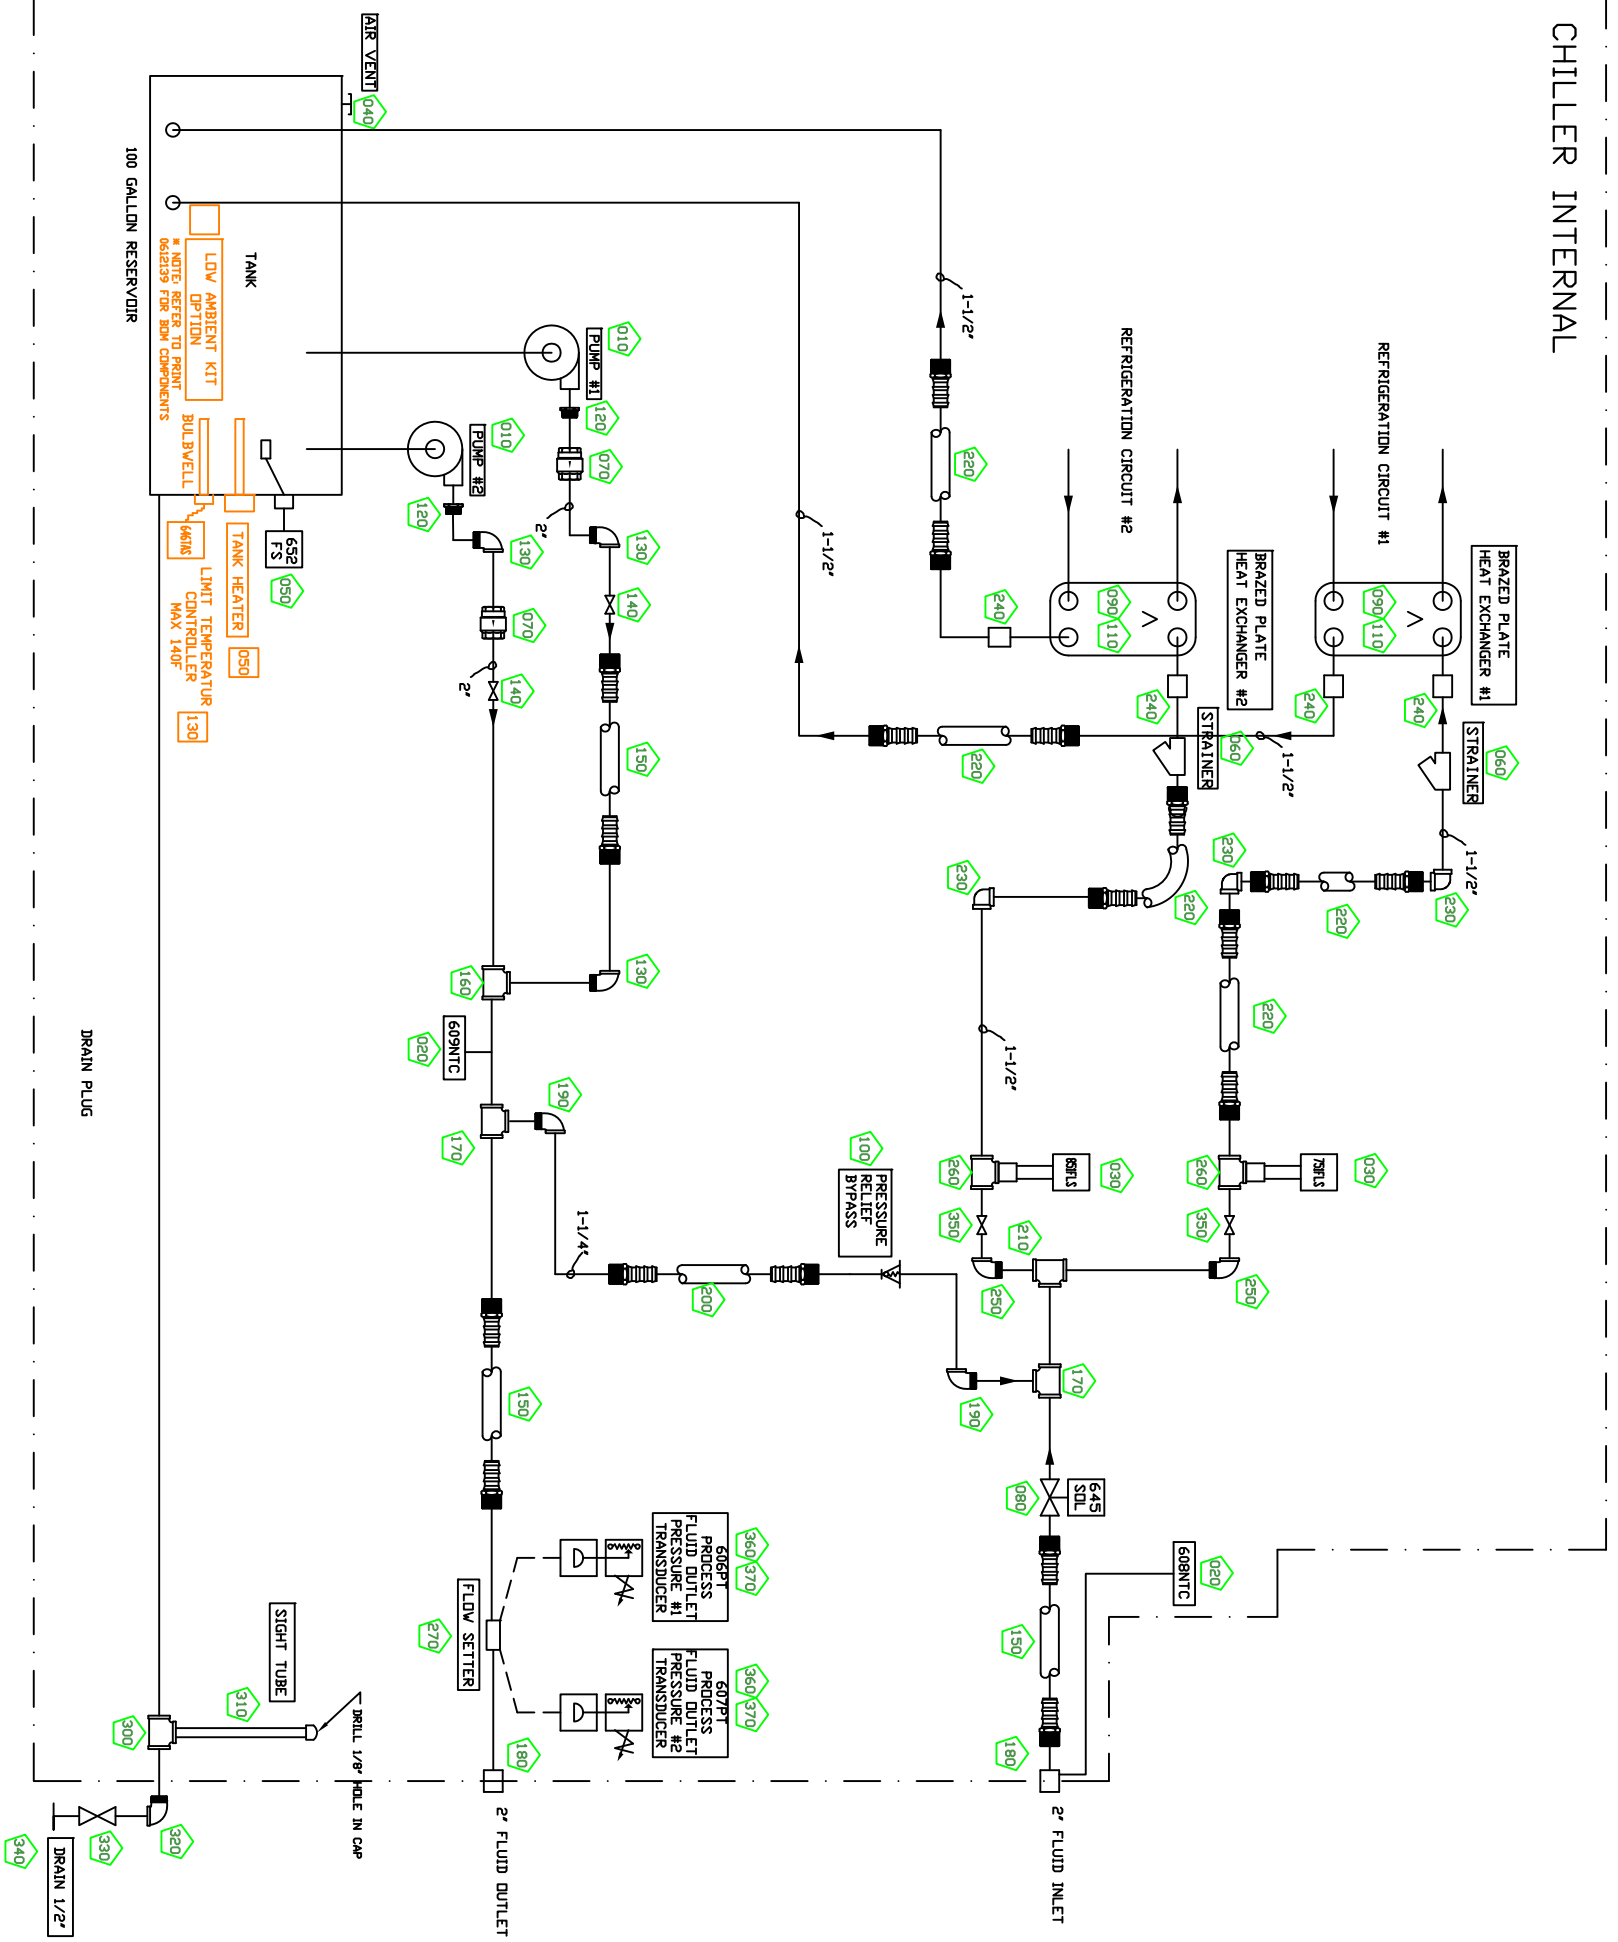 CHILLER INTERNAL
REFRIGERATION CIRCUIT #1
BRAZED PLATE
HEAT EXCHANGER #1
090
110
240
240
STRAINER
060
1-1/2"
230
220
230
220
1-1/2"
REFRIGERATION CIRCUIT #2
BRAZED PLATE
HEAT EXCHANGER #2
090
110
240
240
STRAINER
060
220
230
1-1/2"
751FLS
030
260
350
250
851FLS
030
260
350
250
210
170
190
645
SOL
080
608NTC
020
150
180
2" FLUID INLET
1-1/2"
220
1-1/2"
220
PRESSURE
RELIEF
BYPASS
100
200
1-1/4"
190
AIR VENT
040
TANK
100 GALLON RESERVOIR
LOW AMBIENT KIT
OPTION
* NOTE: REFER TO PRINT
0612139 FOR BOM COMPONENTS
BULBWELL
646TAS
TANK HEATER
050
LIMIT TEMPERATUR
CONTROLLER
MAX 140F
130
652
FS
050
010
PUMP #1
120
070
2"
130
140
150
130
010
PUMP #2
120
130
070
2"
140
160
609NTC
020
170
150
606PT
PROCESS
FLUID OUTLET
PRESSURE #1
TRANSDUCER
360
370
607PT
PROCESS
FLUID OUTLET
PRESSURE #2
TRANSDUCER
360
370
FLOW SETTER
270
180
2" FLUID OUTLET
DRAIN PLUG
SIGHT TUBE
310
DRILL 1/8" HOLE IN CAP
300
320
330
340
DRAIN 1/2"